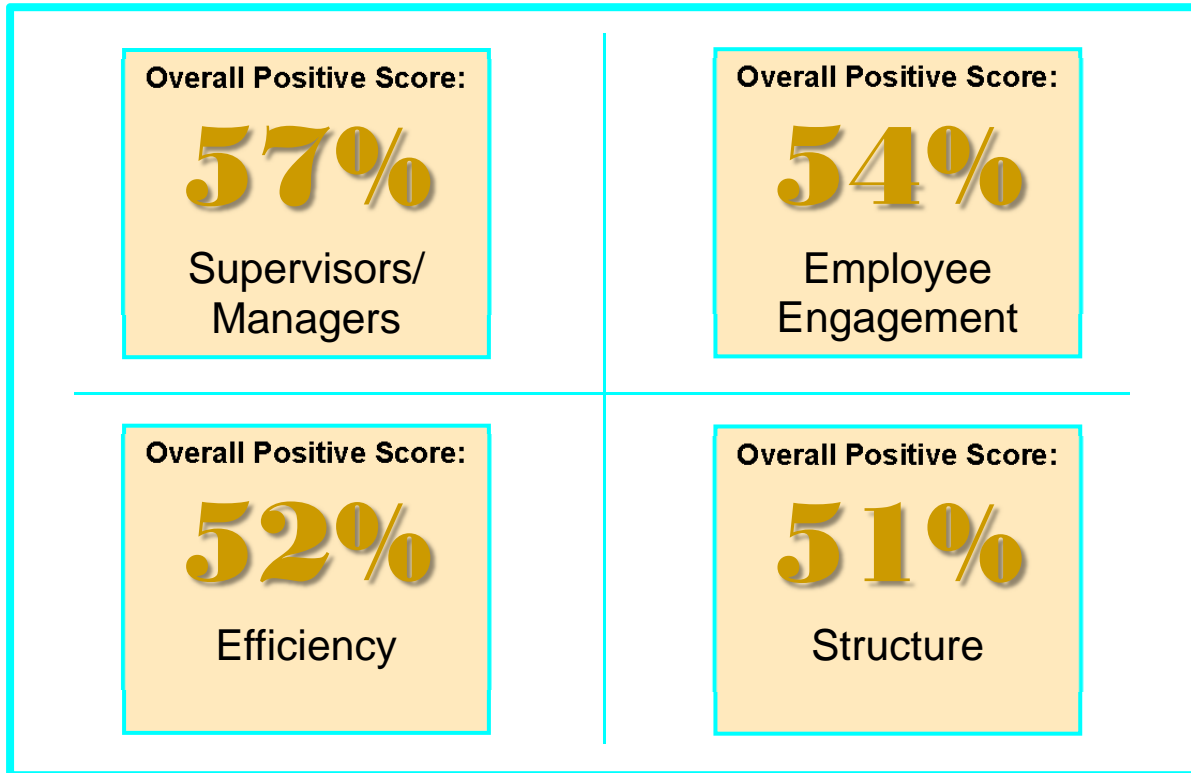 Overall Positive Score:
57%
Supervisors/
Managers
Overall Positive Score:
54%
Employee
Engagement
Overall Positive Score:
52%
Efficiency
Overall Positive Score:
51%
Structure